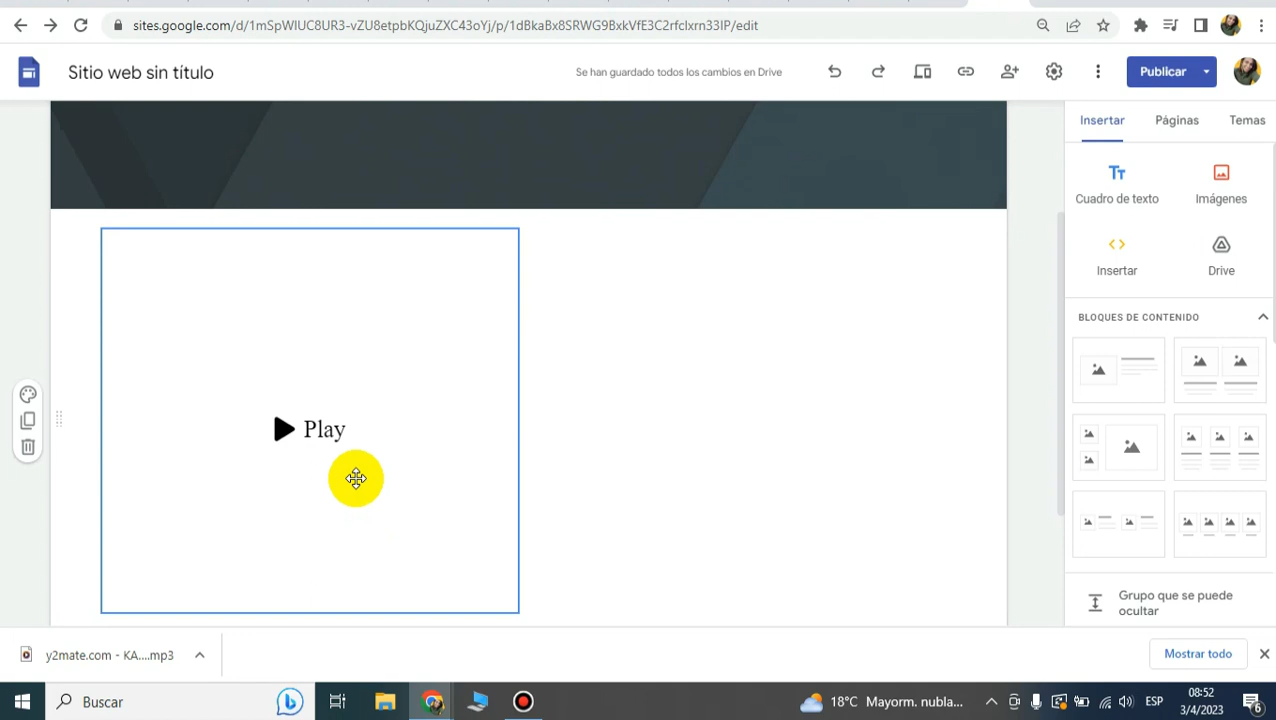 sites.google.com/d/1mSpWIUC8UR3-vZU8etpbKQjuZXC43oYj/p/1dBkaBx8SRWG9BxkVfE3C2rfclxrn33IP/edit
Sitio web sin título
Se han guardado todos los cambios en Drive
Publicar
Insertar
Páginas
Temas
Cuadro de texto
Imágenes
Insertar
Drive
BLOQUES DE CONTENIDO
Play
Grupo que se puede
ocultar
y2mate.com - KA....mp3
Mostrar todo
Buscar
18°C Mayorm. nubla...
ESP
08:52
3/4/2023
6